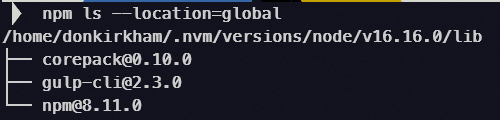 npm ls --location=global
/home/donkirkham/.nvm/versions/node/v16.16.0/lib
├── corepack@0.10.0
├── gulp-cli@2.3.0
└── npm@8.11.0